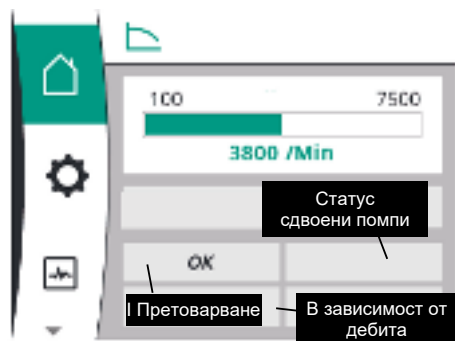 100 7500
3800 /Min
Статус
сдвоени помпи
OK
I Претоварване
В зависимост от
дебита